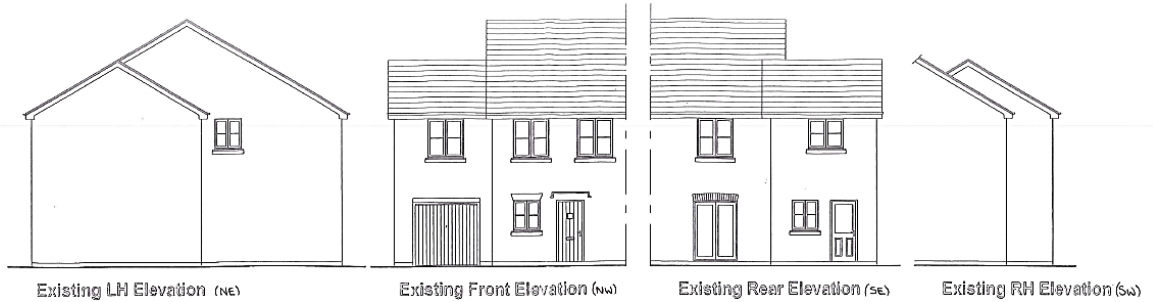 Existing LH Elevation (NE)
Existing Front Elevation (NW)
Existing Rear Elevation (SE)
Existing RH Elevation (SW)